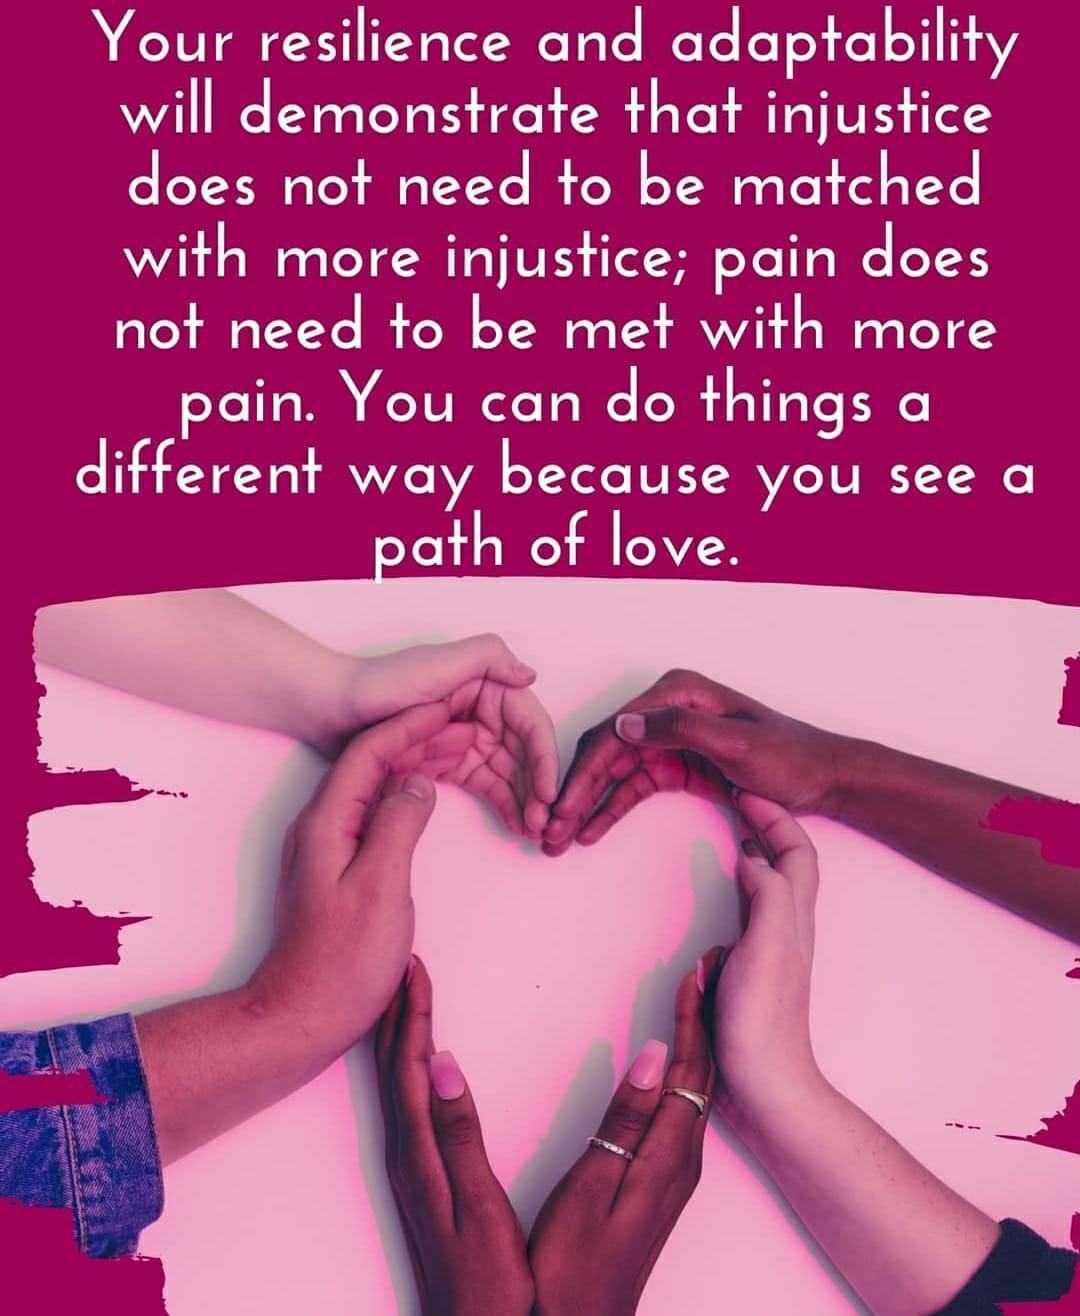 Your resilience and adaptability
will demonstrate that injustice
does not need to be matched
with more injustice; pain does
not need to be met with more
pain. You can do things a
different way because you see a
path of love.